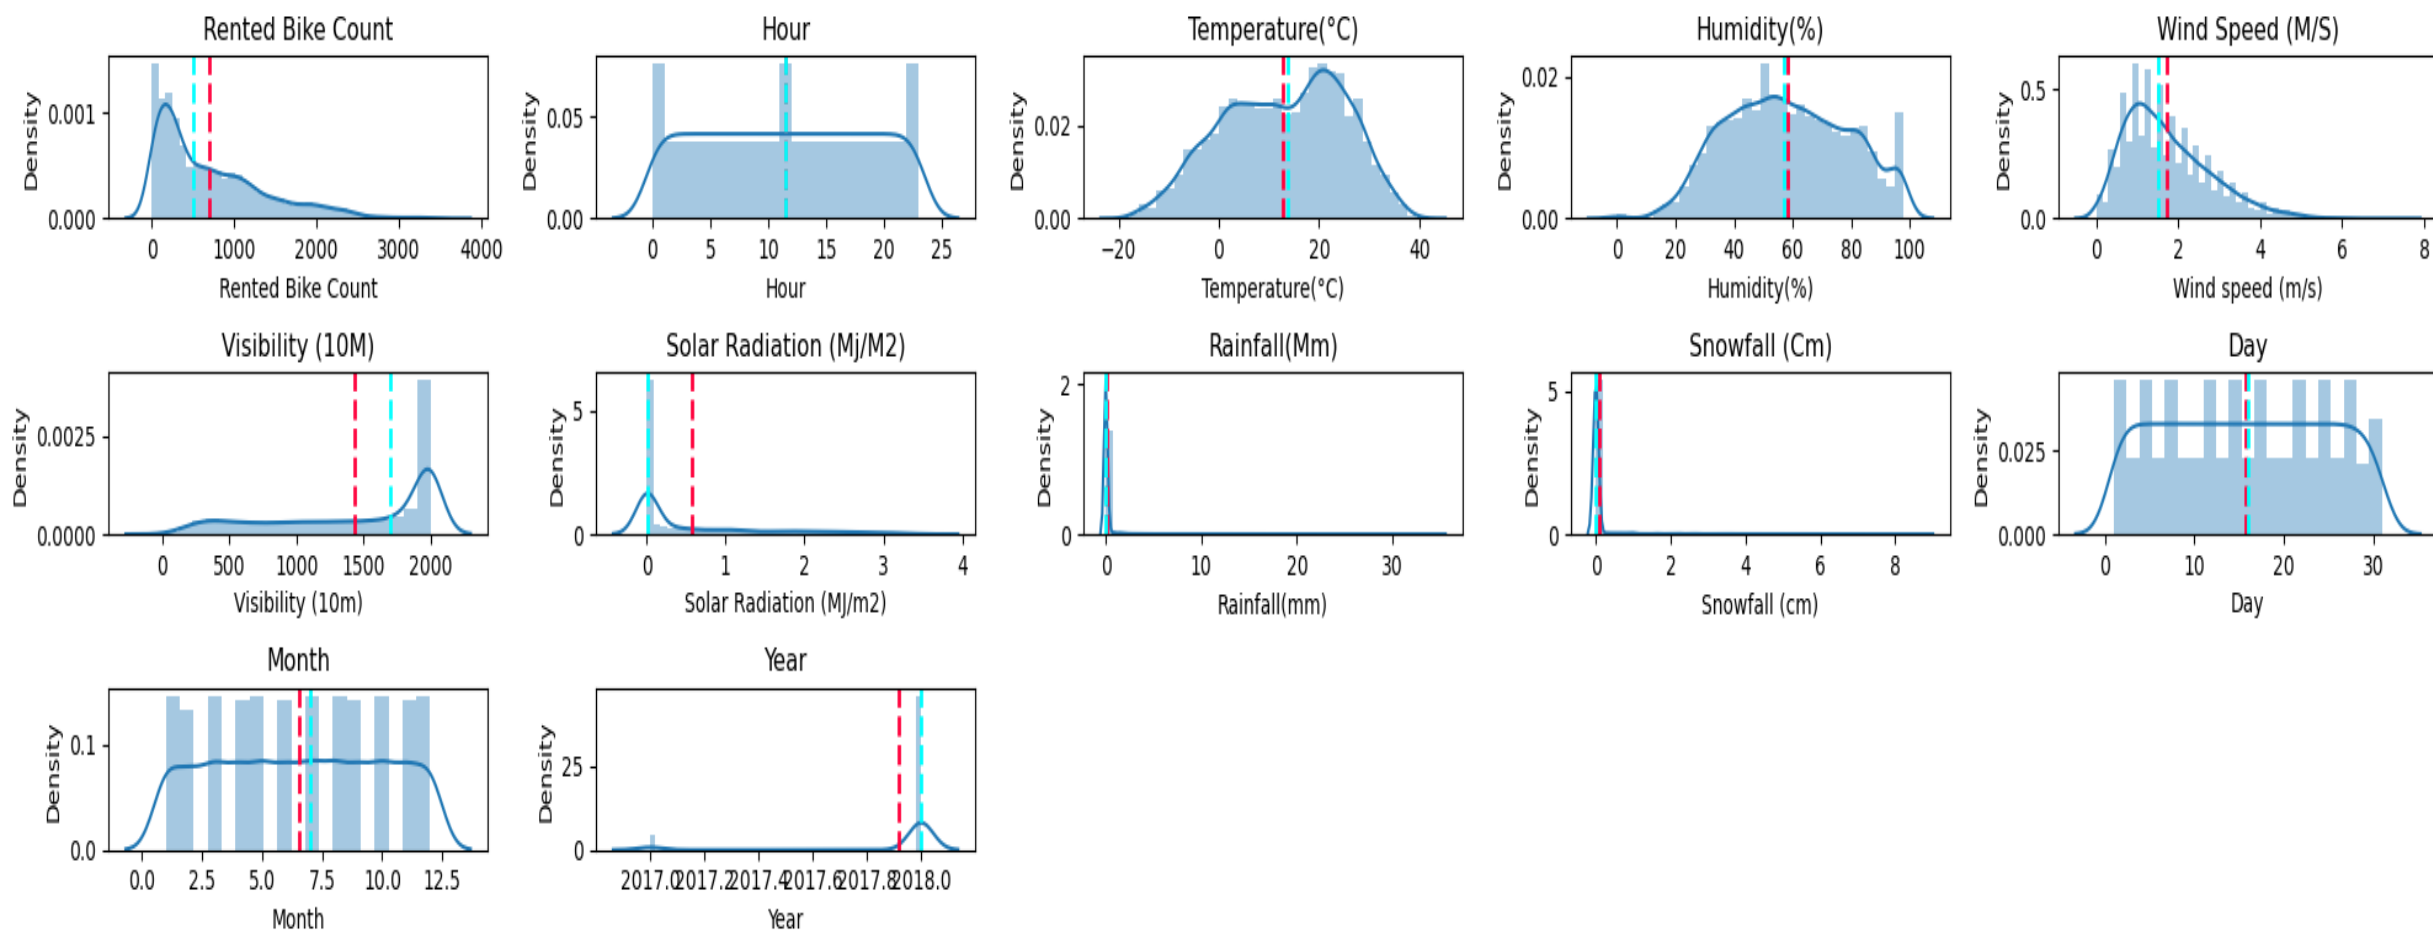 Rented Bike Count
Hour
Temperature(°C)
Humidity(%)
Wind Speed (M/S)
Density
0.001
0.000
0 1000 2000 3000 4000
Rented Bike Count
Density
0.05
0.00
0 5 10 15 20 25
Hour
Density
0.02
0.00
−20 0 20 40
Temperature(°C)
Density
0.02
0.00
0 20 40 60 80 100
Humidity(%)
Density
0.5
0.0
0 2 4 6 8
Wind speed (m/s)
Visibility (10M)
Solar Radiation (Mj/M2)
Rainfall(Mm)
Snowfall (Cm)
Day
Density
0.0025
0.0000
0 500 1000 1500 2000
Visibility (10m)
Density
5
0
0 1 2 3 4
Solar Radiation (MJ/m2)
Density
2
0
0 10 20 30
Rainfall(mm)
Density
5
0
0 2 4 6 8
Snowfall (cm)
Density
0.025
0.000
0 10 20 30
Day
Month
Year
Density
0.1
0.0
0.0 2.5 5.0 7.5 10.0 12.5
Month
Density
25
0
2017.0 2017.2 2017.4 2017.6 2017.8 2018.0
Year